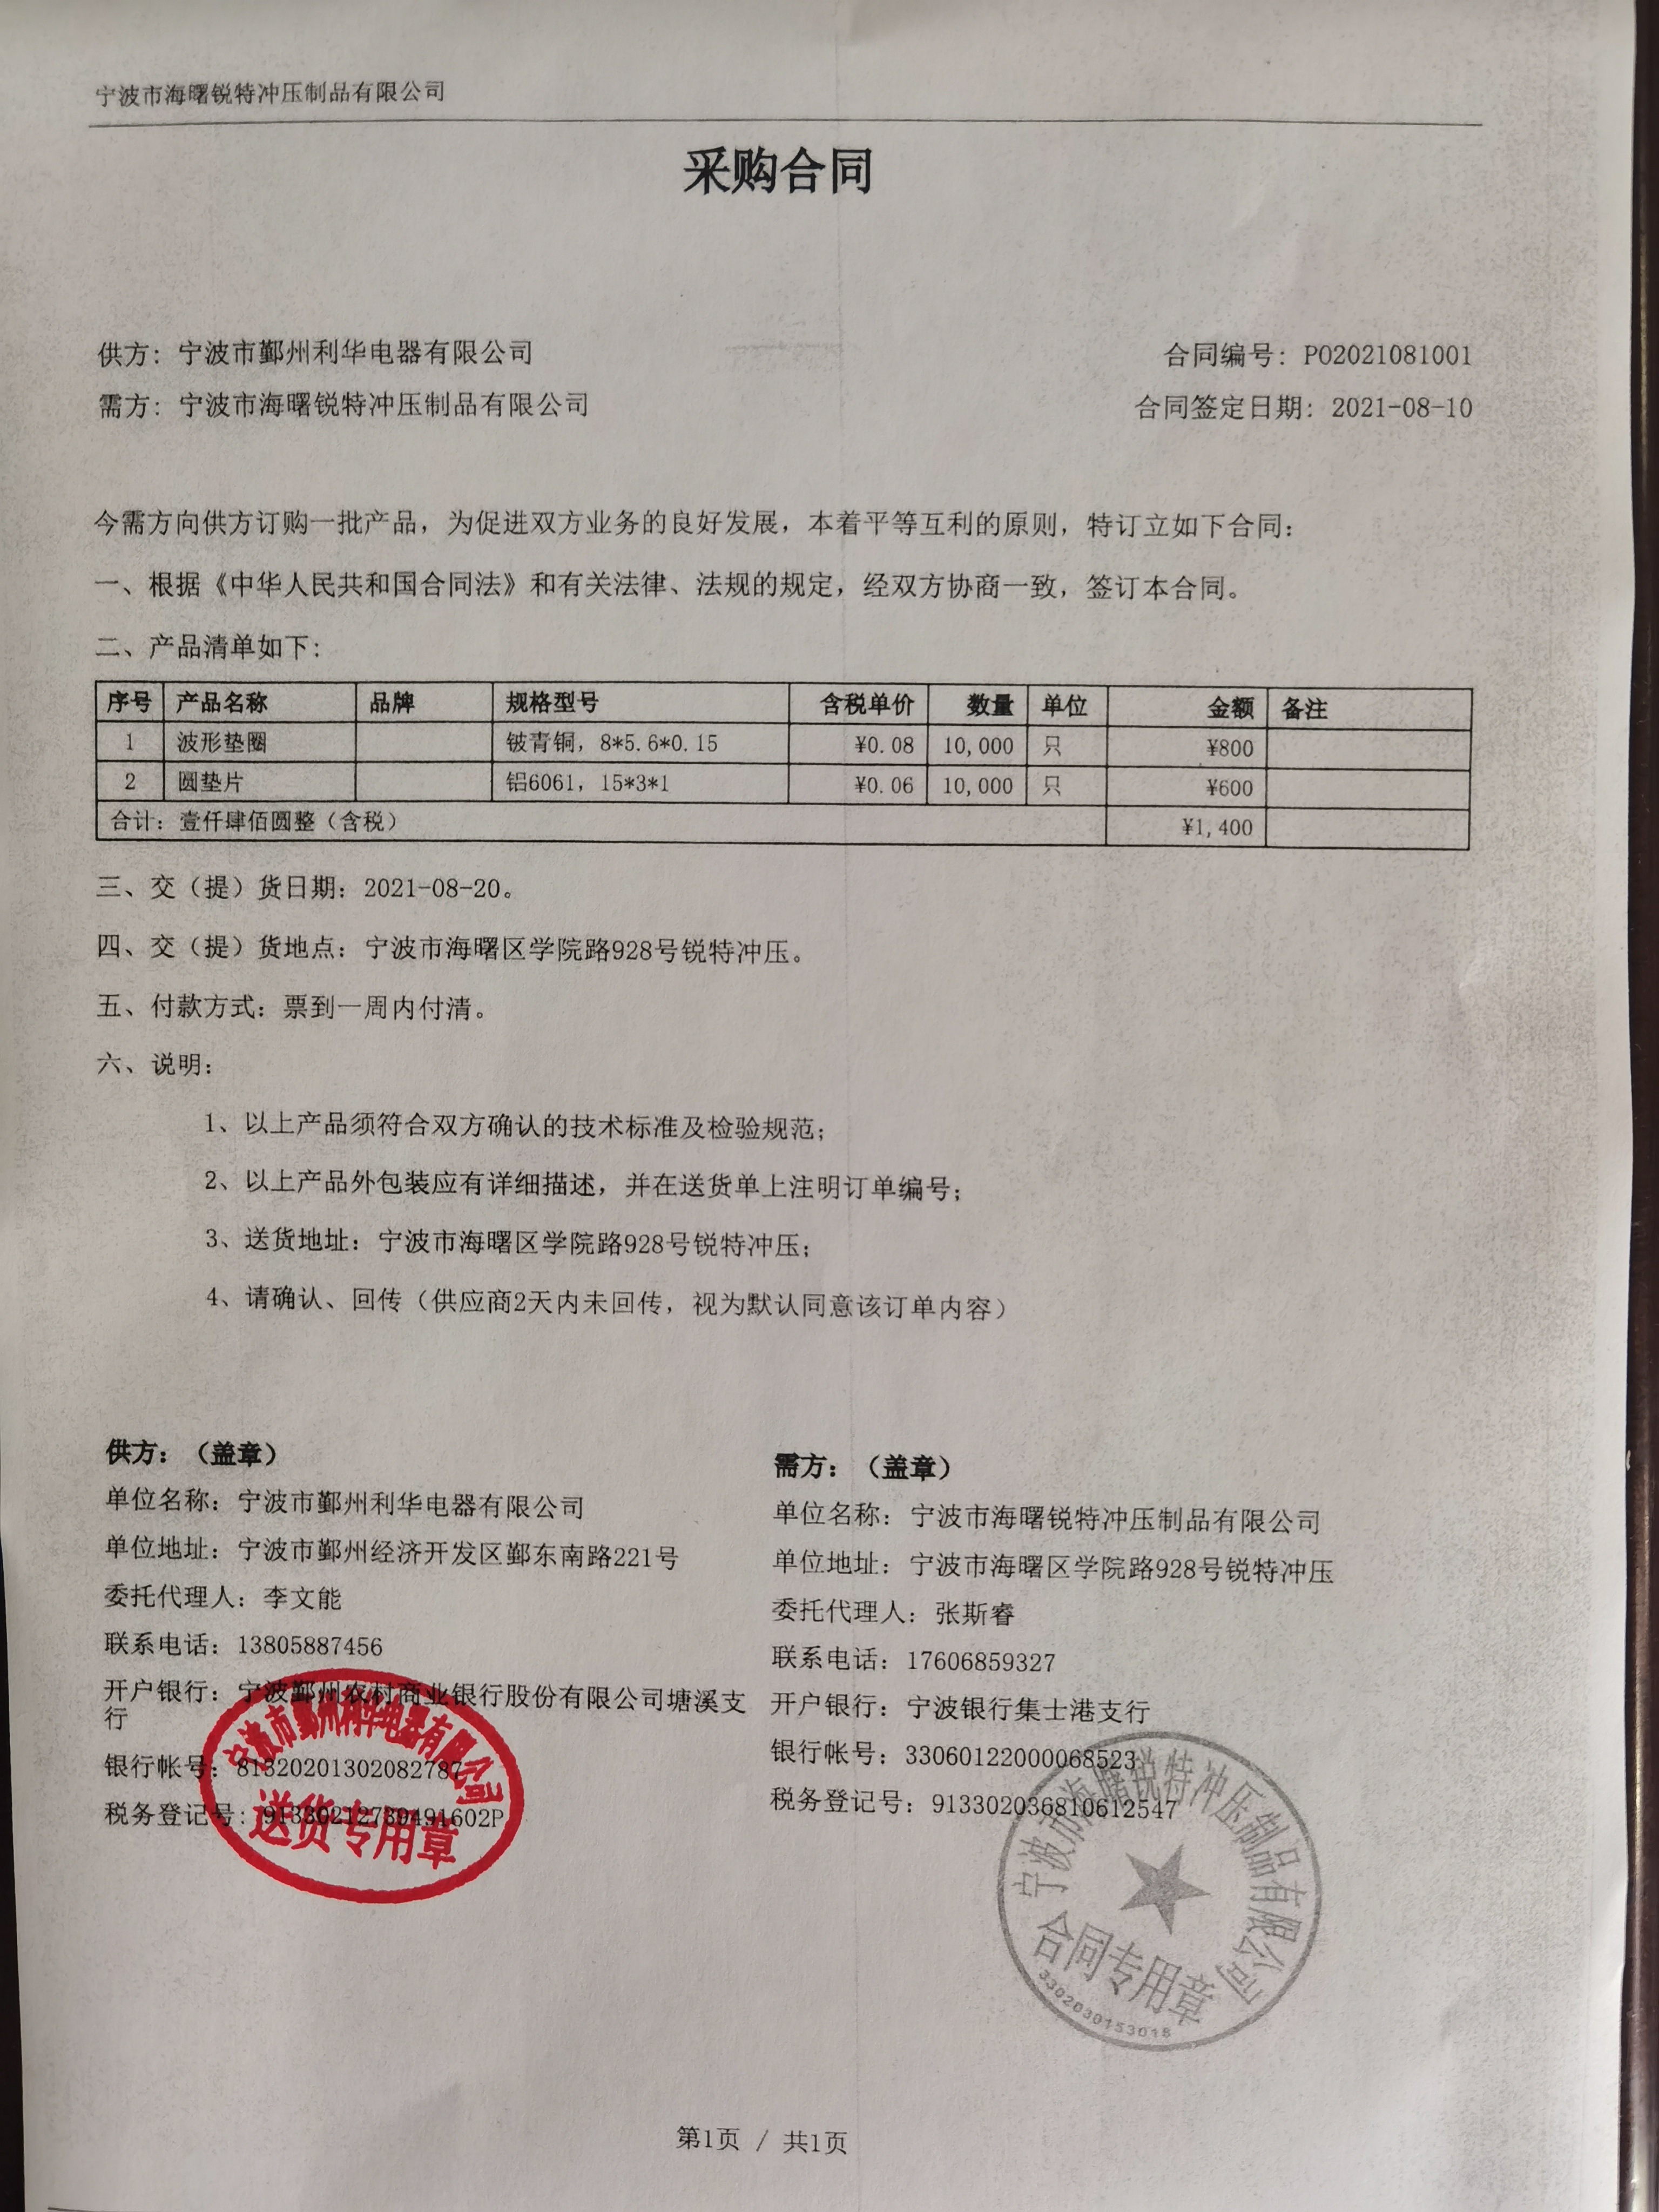 宁波市海曙锐特冲压制品有限公司
采购合同
供方：宁波市鄞州利华电器有限公司
合同编号：PO2021081001
需方：宁波市海曙锐特冲压制品有限公司
合同签定日期：2021-08-10
今需方向供方订购一批产品，为促进双方业务的良好发展，本着平等互利的原则，特订立如下合同：
一、根据《中华人民共和国合同法》和有关法律、法规的规定，经双方协商一致，签订本合同。
二、产品清单如下：
序号 产品名称 品牌 规格型号 含税单价 数量 单位 金额 备注
1 波形垫圈 铍青铜，8*5.6*0.15 ¥0.08 10,000 只 ¥800
2 圆垫片 铝6061，15*3*1 ¥0.06 10,000 只 ¥600
合计：壹仟肆佰圆整（含税） ¥1,400
三、交（提）货日期：2021-08-20。
四、交（提）货地点：宁波市海曙区学院路928号锐特冲压。
五、付款方式：票到一周内付清。
六、说明：
1、以上产品须符合双方确认的技术标准及检验规范；
2、以上产品外包装应有详细描述，并在送货单上注明订单编号；
3、送货地址：宁波市海曙区学院路928号锐特冲压；
4、请确认、回传（供应商2天内未回传，视为默认同意该订单内容）
供方：（盖章）
单位名称：宁波市鄞州利华电器有限公司
单位地址：宁波市鄞州经济开发区鄞东南路221号
委托代理人：李文能
联系电话：13805887456
开户银行：宁波鄞州农村商业银行股份有限公司塘溪支
行
银行帐号：81320201302082787
税务登记号：91330212739491602P
宁波市鄞州利华电器有限公司
送货专用章
需方：（盖章）
单位名称：宁波市海曙锐特冲压制品有限公司
单位地址：宁波市海曙区学院路928号锐特冲压
委托代理人：张斯睿
联系电话：17606859327
开户银行：宁波银行集士港支行
银行帐号：33060122000068523
税务登记号：913302036810612547
宁波市海曙锐特冲压制品有限公司
合同专用章
3302030153018
第1页 / 共1页